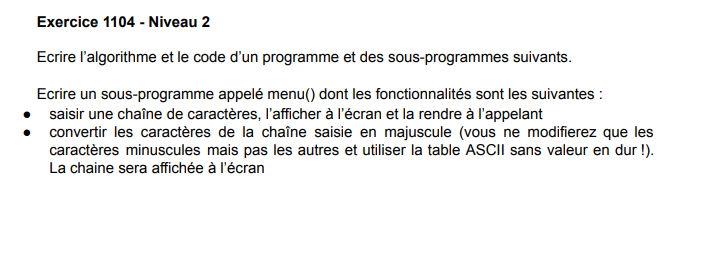 Exercice 1104 - Niveau 2
Ecrire l'algorithme et le code d'un programme et des sous-programmes suivants.
Ecrire un sous-programme appelé menu() dont les fonctionnalités sont les suivantes :
● saisir une chaîne de caractères, l'afficher à l'écran et la rendre à l'appelant
● convertir les caractères de la chaîne saisie en majuscule (vous ne modifierez que les
caractères minuscules mais pas les autres et utiliser la table ASCII sans valeur en dur !).
La chaine sera affichée à l'écran